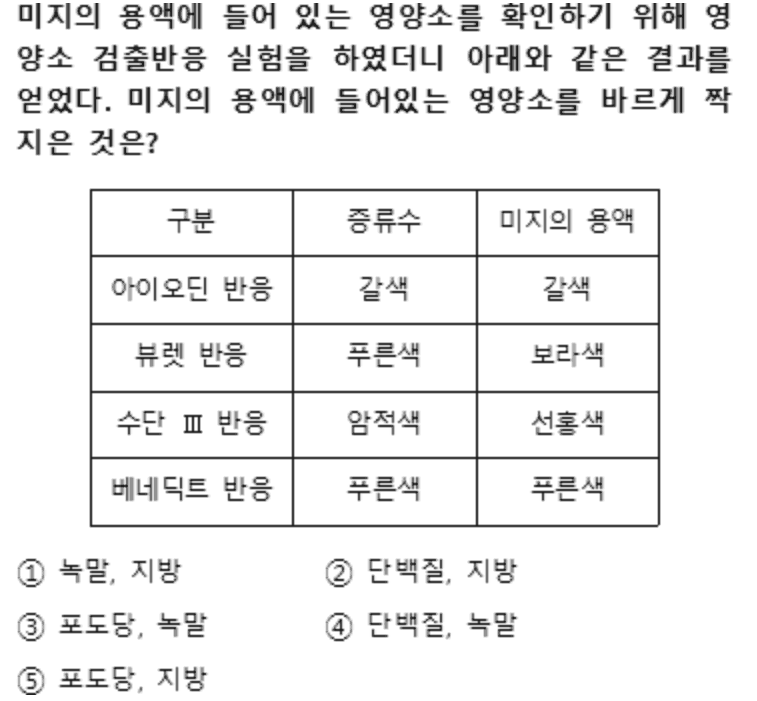 미지의 용액에 들어 있는 영양소를 확인하기 위해 영
양소 검출반응 실험을 하였더니 아래와 같은 결과를
얻었다. 미지의 용액에 들어있는 영양소를 바르게 짝
지은 것은?
구분 증류수 미지의 용액
아이오딘 반응 갈색 갈색
뷰렛 반응 푸른색 보라색
수단 Ⅲ 반응 암적색 선홍색
베네딕트 반응 푸른색 푸른색
① 녹말, 지방 ② 단백질, 지방
③ 포도당, 녹말 ④ 단백질, 녹말
⑤ 포도당, 지방